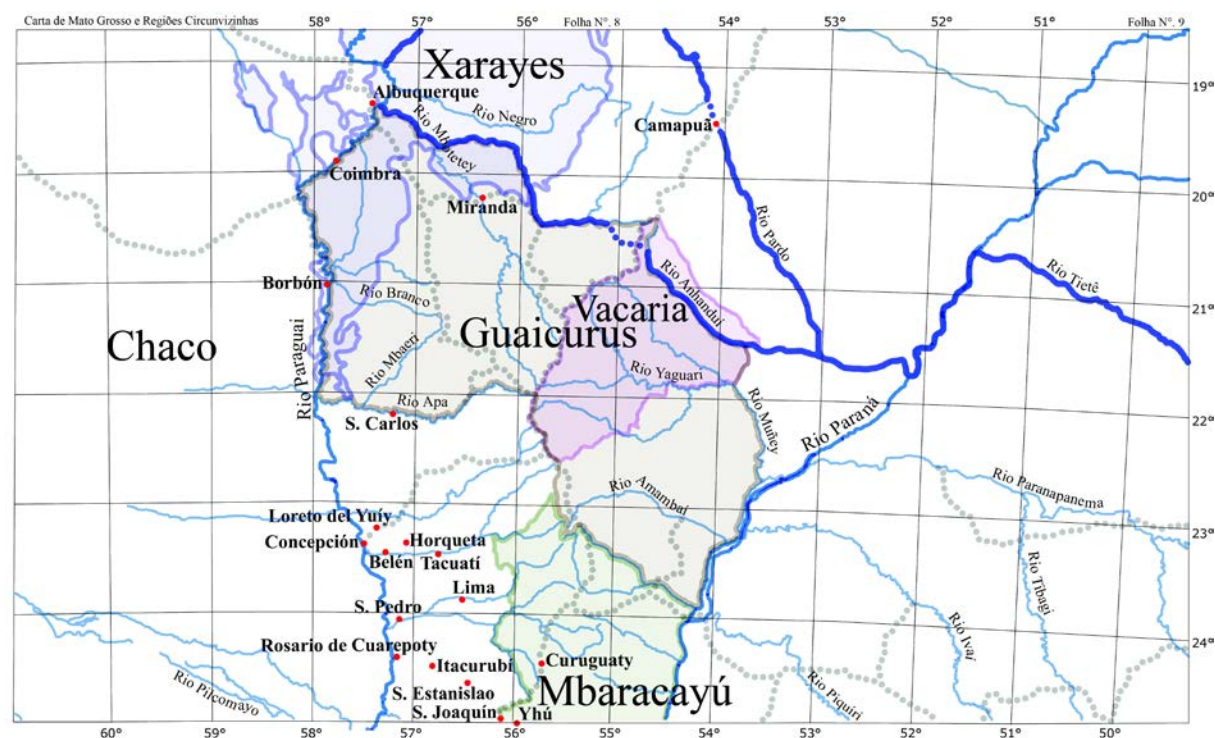 Carta de Mato Grosso e Regiões Circunvizinhas
58° 57° 56° Folha N°. 8 54° 53° 52° 51° Folha N°. 9
Xarayes
Albuquerque
Rio Negro
19°
Rio Mbotetey
Camapuã
Coimbra
20°
Miranda
Rio Pardo
Rio Tietê
Borbón
Rio Anhanduí
Rio Branco
Vacaria
21°
Guaicurus
Chaco
Rio Paraguai
Rio Mbaeri
Rio Yaguari
Rio Apa
Rio Muñey
22°
S. Carlos
Rio Paraná
Rio Paranapanema
Rio Amambaí
Loreto del Yuíy
Concepción
Horqueta
23°
Belén
Tacuatí
Rio Tibagi
Lima
S. Pedro
Rio Ivaí
24°
Rosario de Cuarepoty
Itacurubí
Curuguaty
Rio Pilcomayo
S. Estanislao
Mbaracayú
Rio Piquiri
S. Joaquín
Yhú
60° 59° 58° 57° 56° 55° 54° 53° 52° 51° 50° 49°